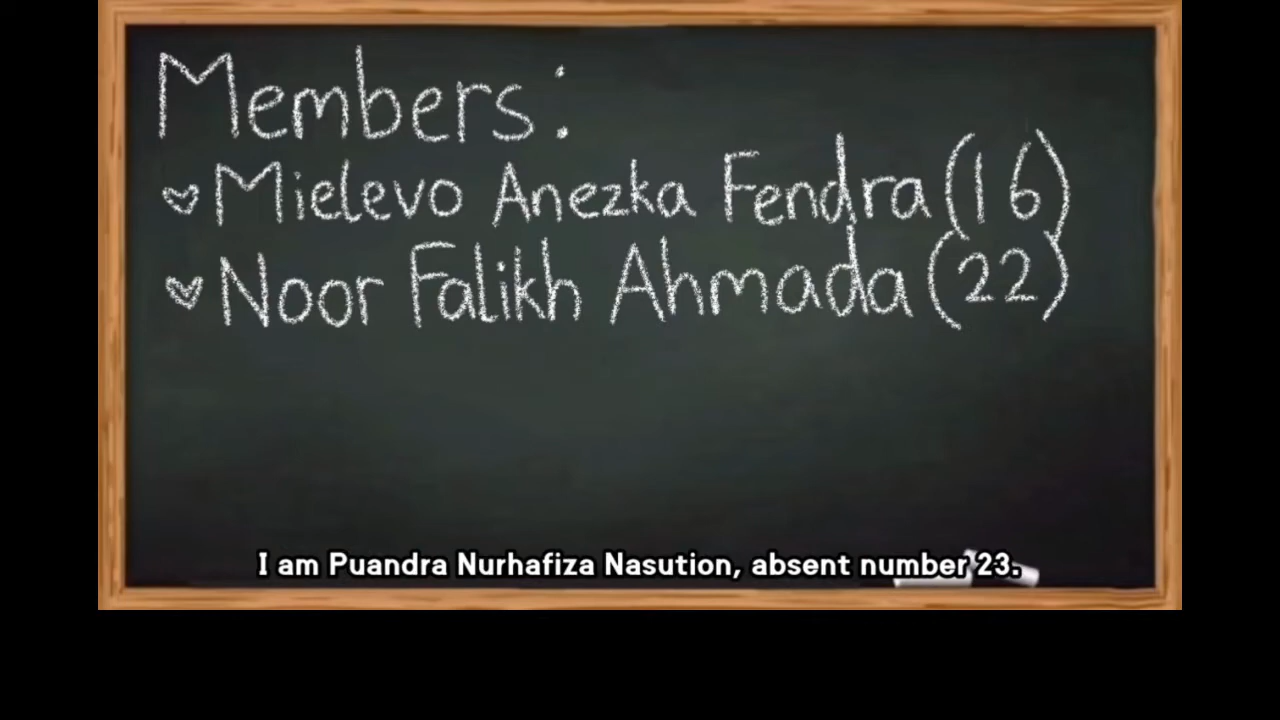 Members:
♡ Mielevo Anezka Fendra (16)
♡ Noor Falikh Ahmada (22)
I am Puandra Nurhafiza Nasution, absent number 23.